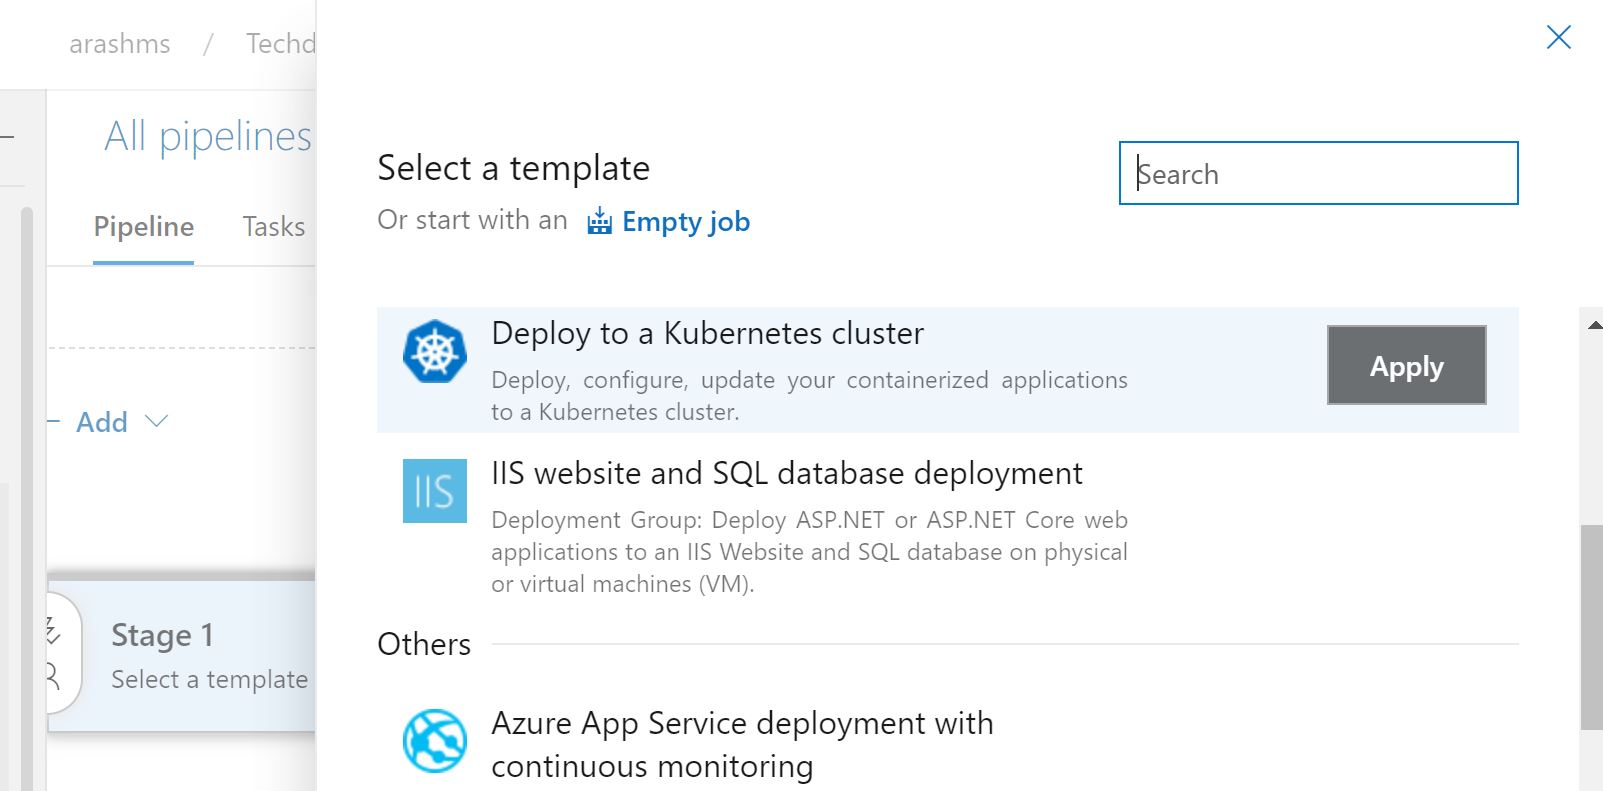 arashms / Techd
All pipelines
Pipeline Tasks
Add
Stage 1
Select a template
Select a template
Or start with an Empty job
Search
Deploy to a Kubernetes cluster
Deploy, configure, update your containerized applications
to a Kubernetes cluster.
Apply
IIS
IIS website and SQL database deployment
Deployment Group: Deploy ASP.NET or ASP.NET Core web
applications to an IIS Website and SQL database on physical
or virtual machines (VM).
Others
Azure App Service deployment with
continuous monitoring